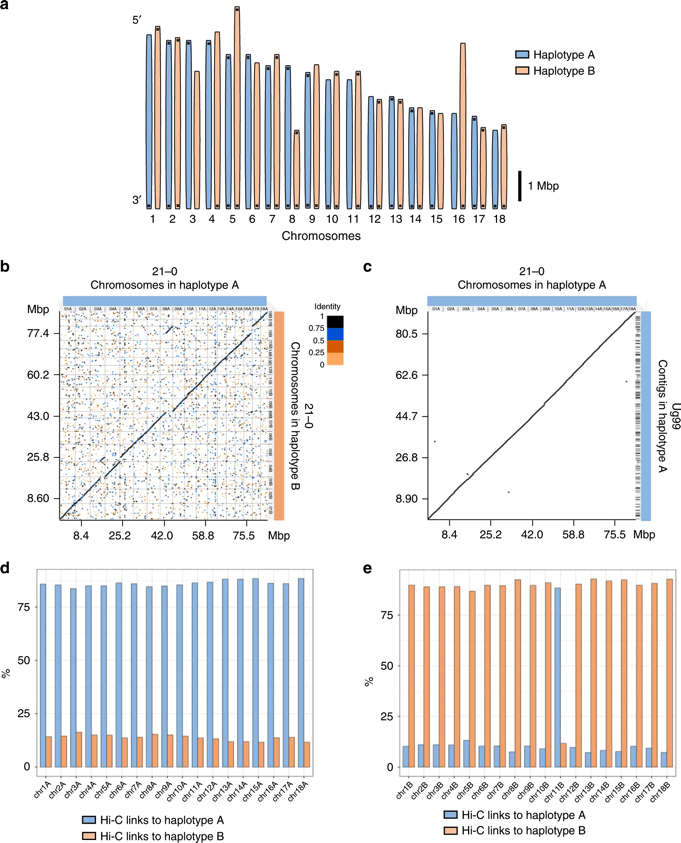 a
5′
3′
Haplotype A
Haplotype B
1 Mbp
1 2 3 4 5 6 7 8 9 10 11 12 13 14 15 16 17 18
Chromosomes
b
21–0
Chromosomes in haplotype A
Mbp
77.4
60.2
43.0
25.8
8.60
8.4 25.2 42.0 58.8 75.5 Mbp
21–0
Chromosomes in haplotype B
Identity
1
0.75
0.5
0.25
0
c
21–0
Chromosomes in haplotype A
Mbp
80.5
62.6
44.7
26.8
8.90
8.4 25.2 42.0 58.8 75.5 Mbp
Ug99
Contigs in haplotype A
d
%
75
50
25
0
chr1A chr2A chr3A chr4A chr5A chr6A chr7A chr8A chr9A chr10A chr11A chr12A chr13A chr14A chr15A chr16A chr17A chr18A
Hi-C links to haplotype A
Hi-C links to haplotype B
e
%
75
50
25
0
chr1B chr2B chr3B chr4B chr5B chr6B chr7B chr8B chr9B chr10B chr11B chr12B chr13B chr14B chr15B chr16B chr17B chr18B
Hi-C links to haplotype A
Hi-C links to haplotype B